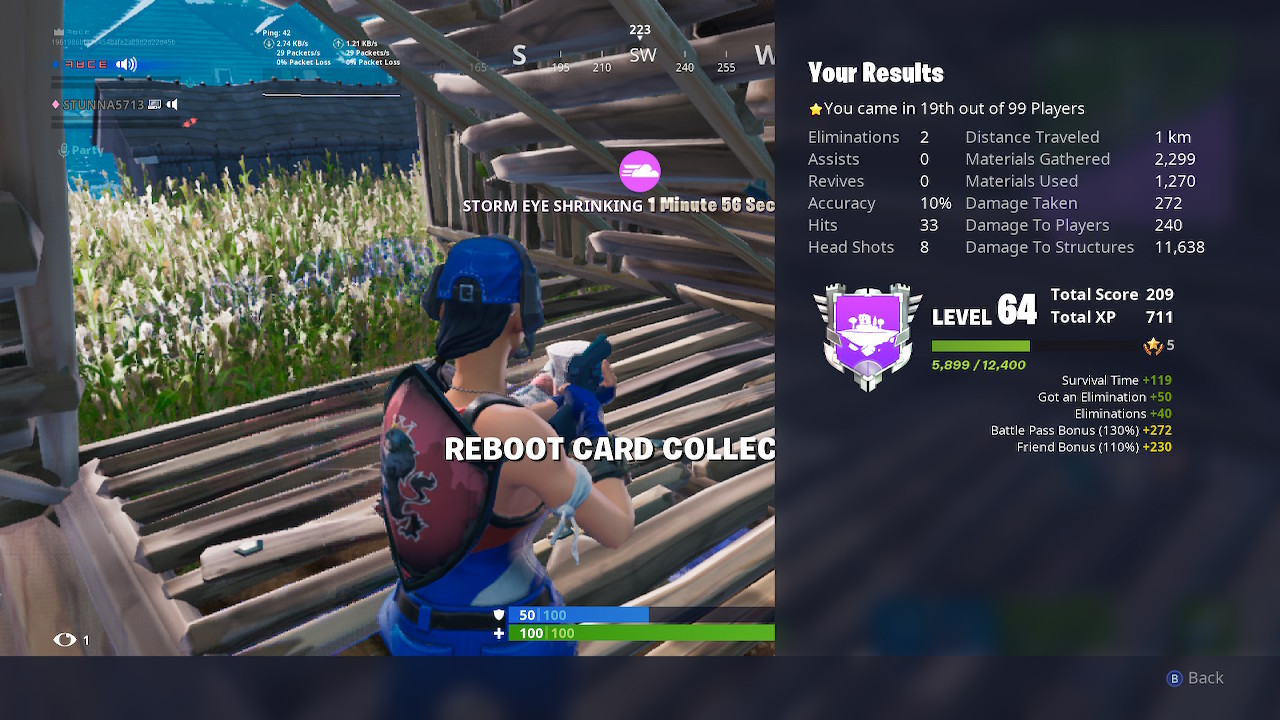 Ping: 42
2.74 KB/s 1.21 KB/s
29 Packets/s 29 Packets/s
0% Packet Loss 0% Packet Loss
STUNNA5713
Party
223
165 S 195 210 SW 240 255 W
STORM EYE SHRINKING 1 Minute 56 Sec
REBOOT CARD COLLEC
50 | 100
100 | 100
1
Your Results
You came in 19th out of 99 Players
Eliminations 2 Distance Traveled 1 km
Assists 0 Materials Gathered 2,299
Revives 0 Materials Used 1,270
Accuracy 10% Damage Taken 272
Hits 33 Damage To Players 240
Head Shots 8 Damage To Structures 11,638
LEVEL 64 Total Score 209
Total XP 711
5
5,899 / 12,400
Survival Time +119
Got an Elimination +50
Eliminations +40
Battle Pass Bonus (130%) +272
Friend Bonus (110%) +230
B Back